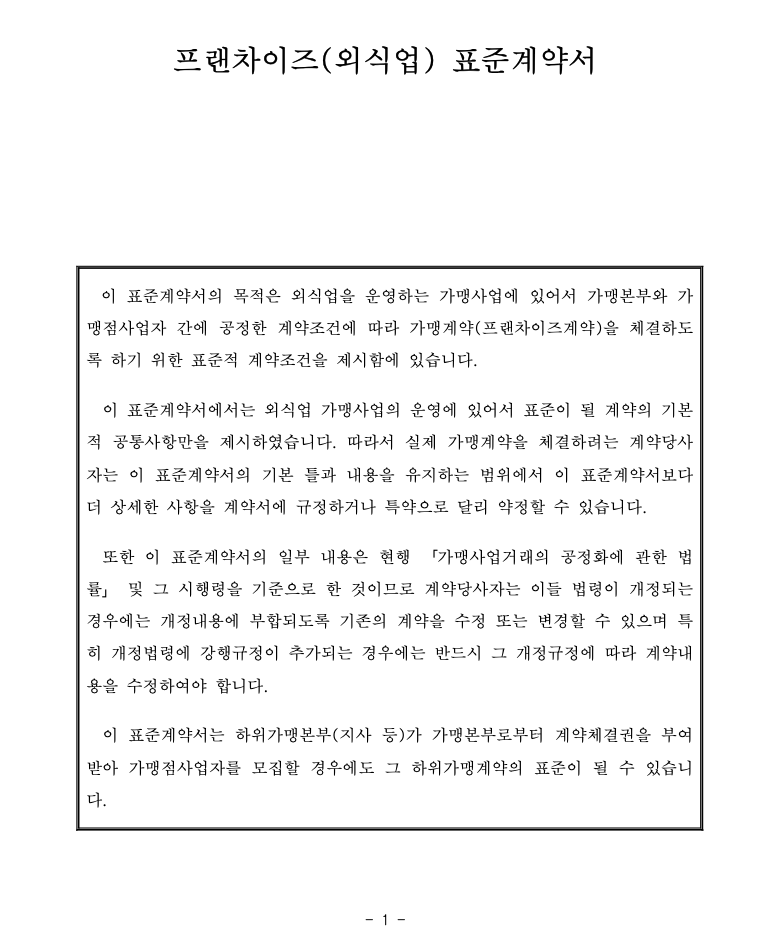 프랜차이즈(외식업) 표준계약서
이 표준계약서의 목적은 외식업을 운영하는 가맹사업에 있어서 가맹본부와 가
맹점사업자 간에 공정한 계약조건에 따라 가맹계약(프랜차이즈계약)을 체결하도
록 하기 위한 표준적 계약조건을 제시함에 있습니다.
이 표준계약서에서는 외식업 가맹사업의 운영에 있어서 표준이 될 계약의 기본
적 공통사항만을 제시하였습니다. 따라서 실제 가맹계약을 체결하려는 계약당사
자는 이 표준계약서의 기본 틀과 내용을 유지하는 범위에서 이 표준계약서보다
더 상세한 사항을 계약서에 규정하거나 특약으로 달리 약정할 수 있습니다.
또한 이 표준계약서의 일부 내용은 현행 「가맹사업거래의 공정화에 관한 법
률」 및 그 시행령을 기준으로 한 것이므로 계약당사자는 이들 법령이 개정되는
경우에는 개정내용에 부합되도록 기존의 계약을 수정 또는 변경할 수 있으며 특
히 개정법령에 강행규정이 추가되는 경우에는 반드시 그 개정규정에 따라 계약내
용을 수정하여야 합니다.
이 표준계약서는 하위가맹본부(지사 등)가 가맹본부로부터 계약체결권을 부여
받아 가맹점사업자를 모집할 경우에도 그 하위가맹계약의 표준이 될 수 있습니
다.
- 1 -